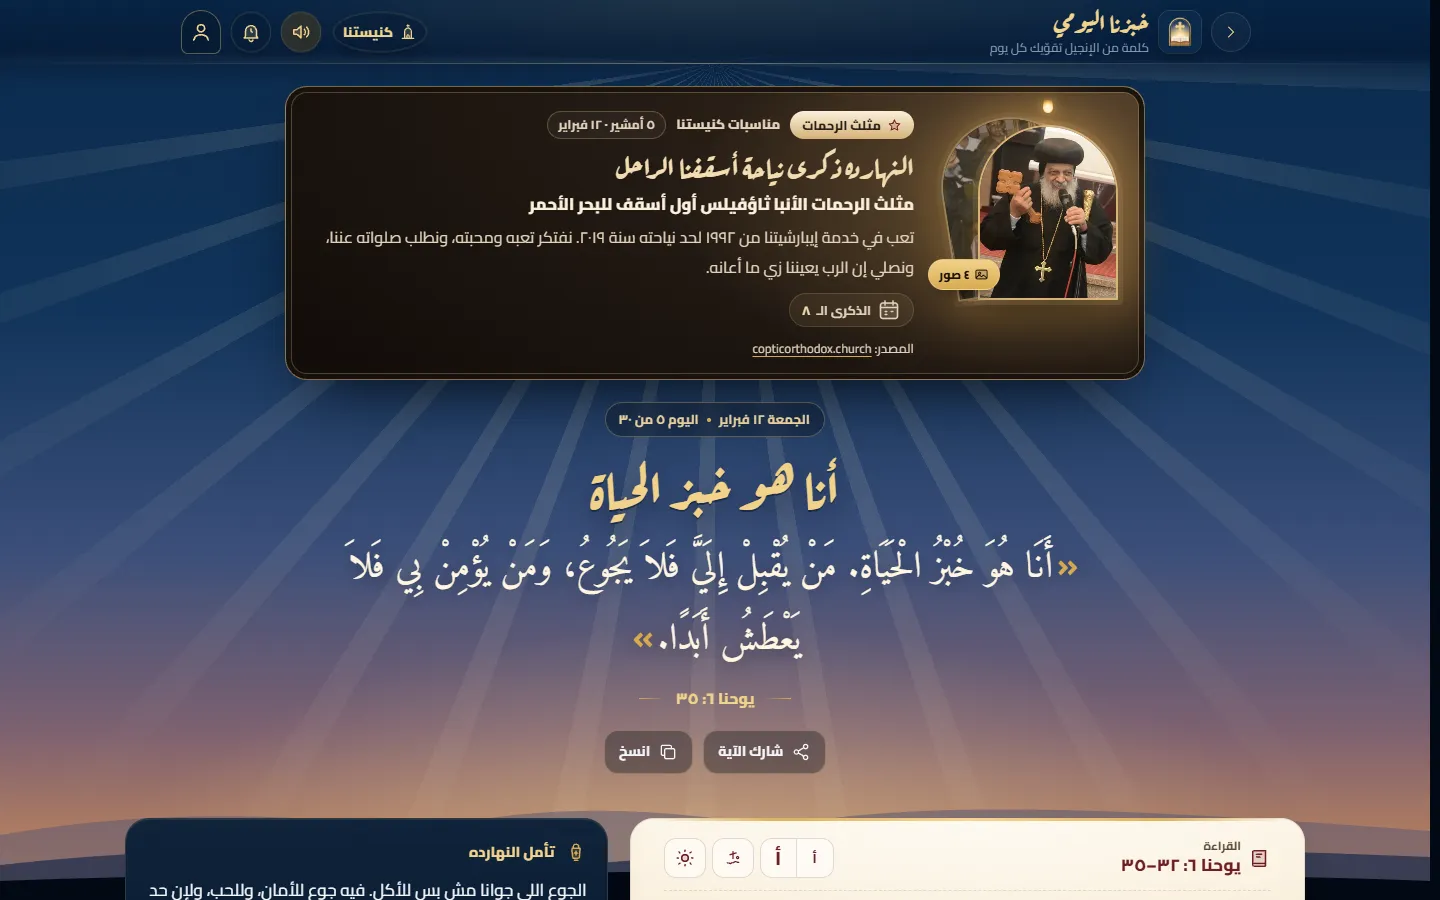 خبزنا اليومي
كلمة من الإنجيل تقوّيك كل يوم
كنيستنا
مثلث الرحمات
مناسبات كنيستنا
٥ أمشير · ١٢ فبراير
النهارده ذكرى نياحة أسقفنا الراحل
مثلث الرحمات الأنبا ثاؤفيلس أول أسقف للبحر الأحمر
تعب في خدمة إيبارشيتنا من ١٩٩٢ لحد نياحته سنة ٢٠١٩. نفتكر تعبه ومحبته، ونطلب صلواته عننا،
ونصلي إن الرب يعيننا زي ما أعانه.
٤ صور
الذكرى الـ ٨
المصدر: copticorthodox.church
الجمعة ١٢ فبراير • اليوم ٥ من ٣٠
أنا هو خبز الحياة
«أَنَا هُوَ خُبْزُ الْحَيَاةِ. مَنْ يُقْبِلْ إِلَيَّ فَلاَ يَجُوعُ، وَمَنْ يُؤْمِنْ بِي فَلاَ
يَعْطَشُ أَبَدًا.»
يوحنا ٦: ٣٥
شارك الآية
انسخ
القراءة
يوحنا ٦: ٣٢–٣٥
أ
أ
تأمل النهارده
الجوع اللي جوانا مش بس للأكل. فيه جوع للأمان، وللحب، ولإن حد